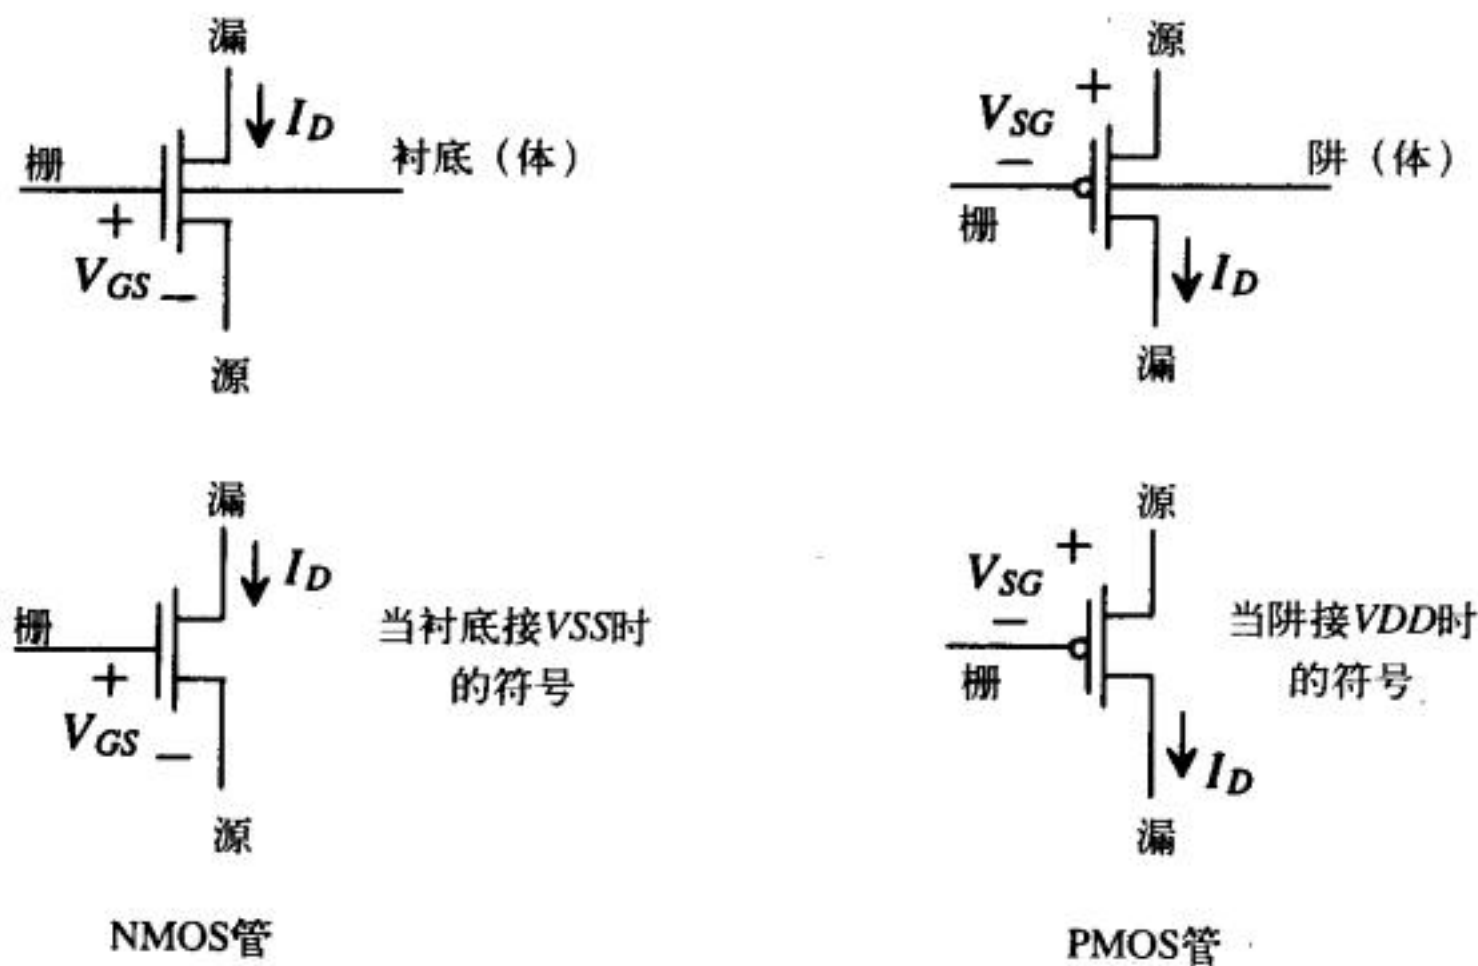 漏
I_D
栅
衬底（体）
+
V_GS
−
源
源
+
V_SG
−
阱（体）
栅
I_D
漏
漏
I_D
栅
当衬底接VSS时
的符号
+
V_GS
−
源
源
+
V_SG
−
当阱接VDD时
的符号
栅
I_D
漏
NMOS管
PMOS管